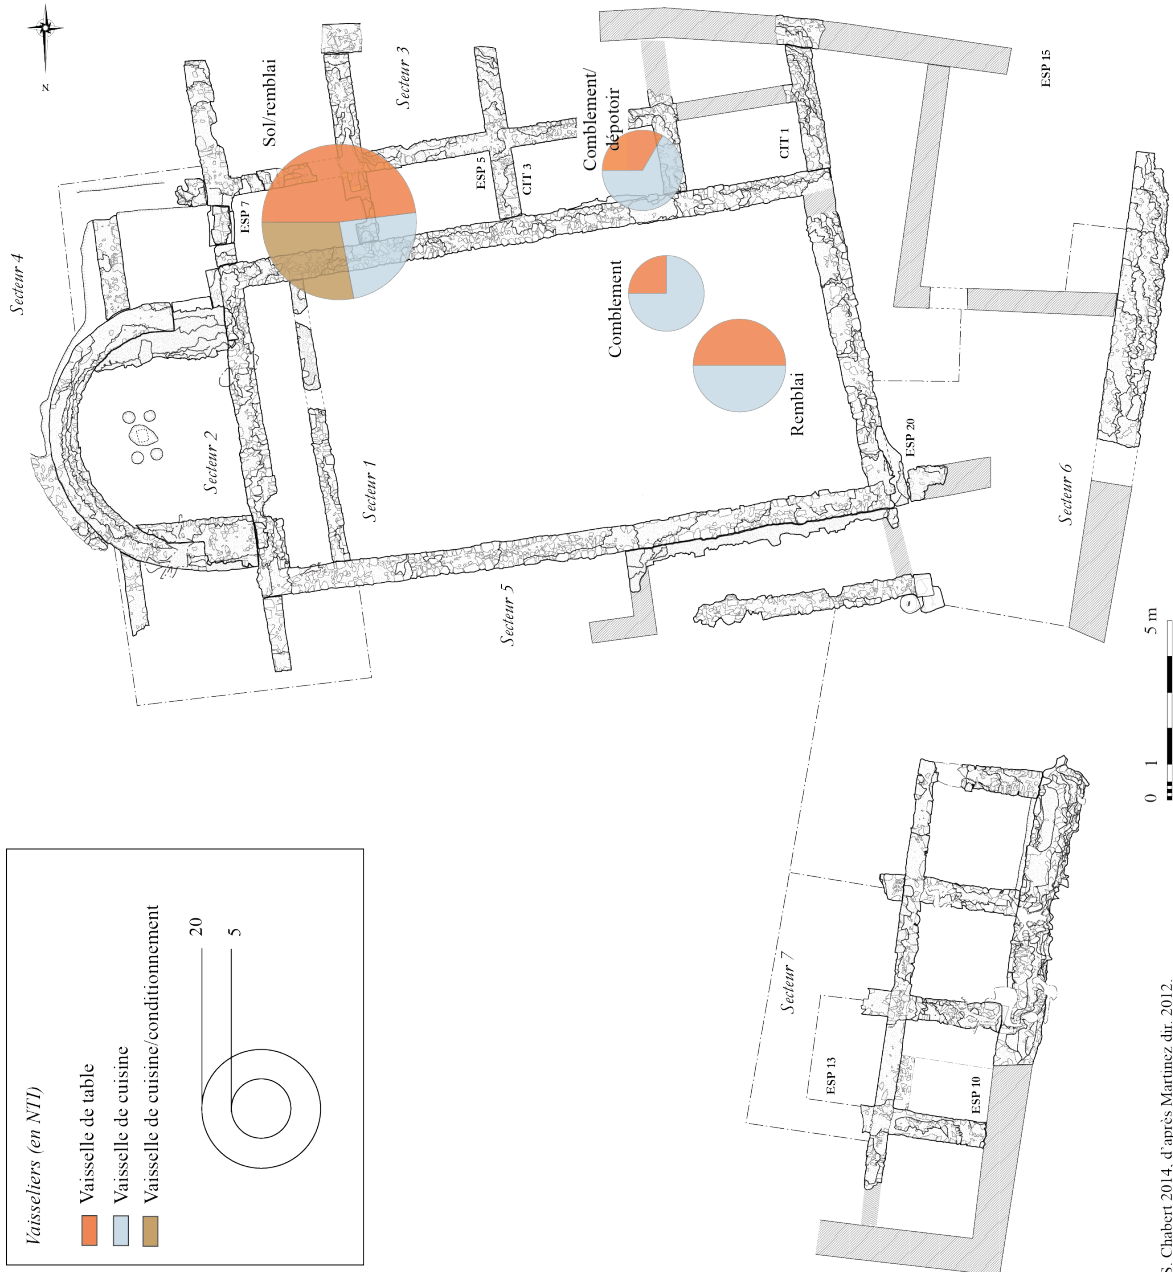 N
Secteur 4
Sol/remblai
Secteur 3
ESP 7
ESP 5
CIT 3
Comblement/
dépotoir
CIT 1
ESP 15
Comblement
Remblai
Secteur 2
Secteur 1
ESP 20
Secteur 6
Secteur 5
Secteur 7
ESP 13
ESP 10
0 1 5 m
Vaisseliers (en NTI)
Vaisselle de table
Vaisselle de cuisine
Vaisselle de cuisine/conditionnement
20
5
S. Chabert 2014, d'après Martinez dir. 2012.